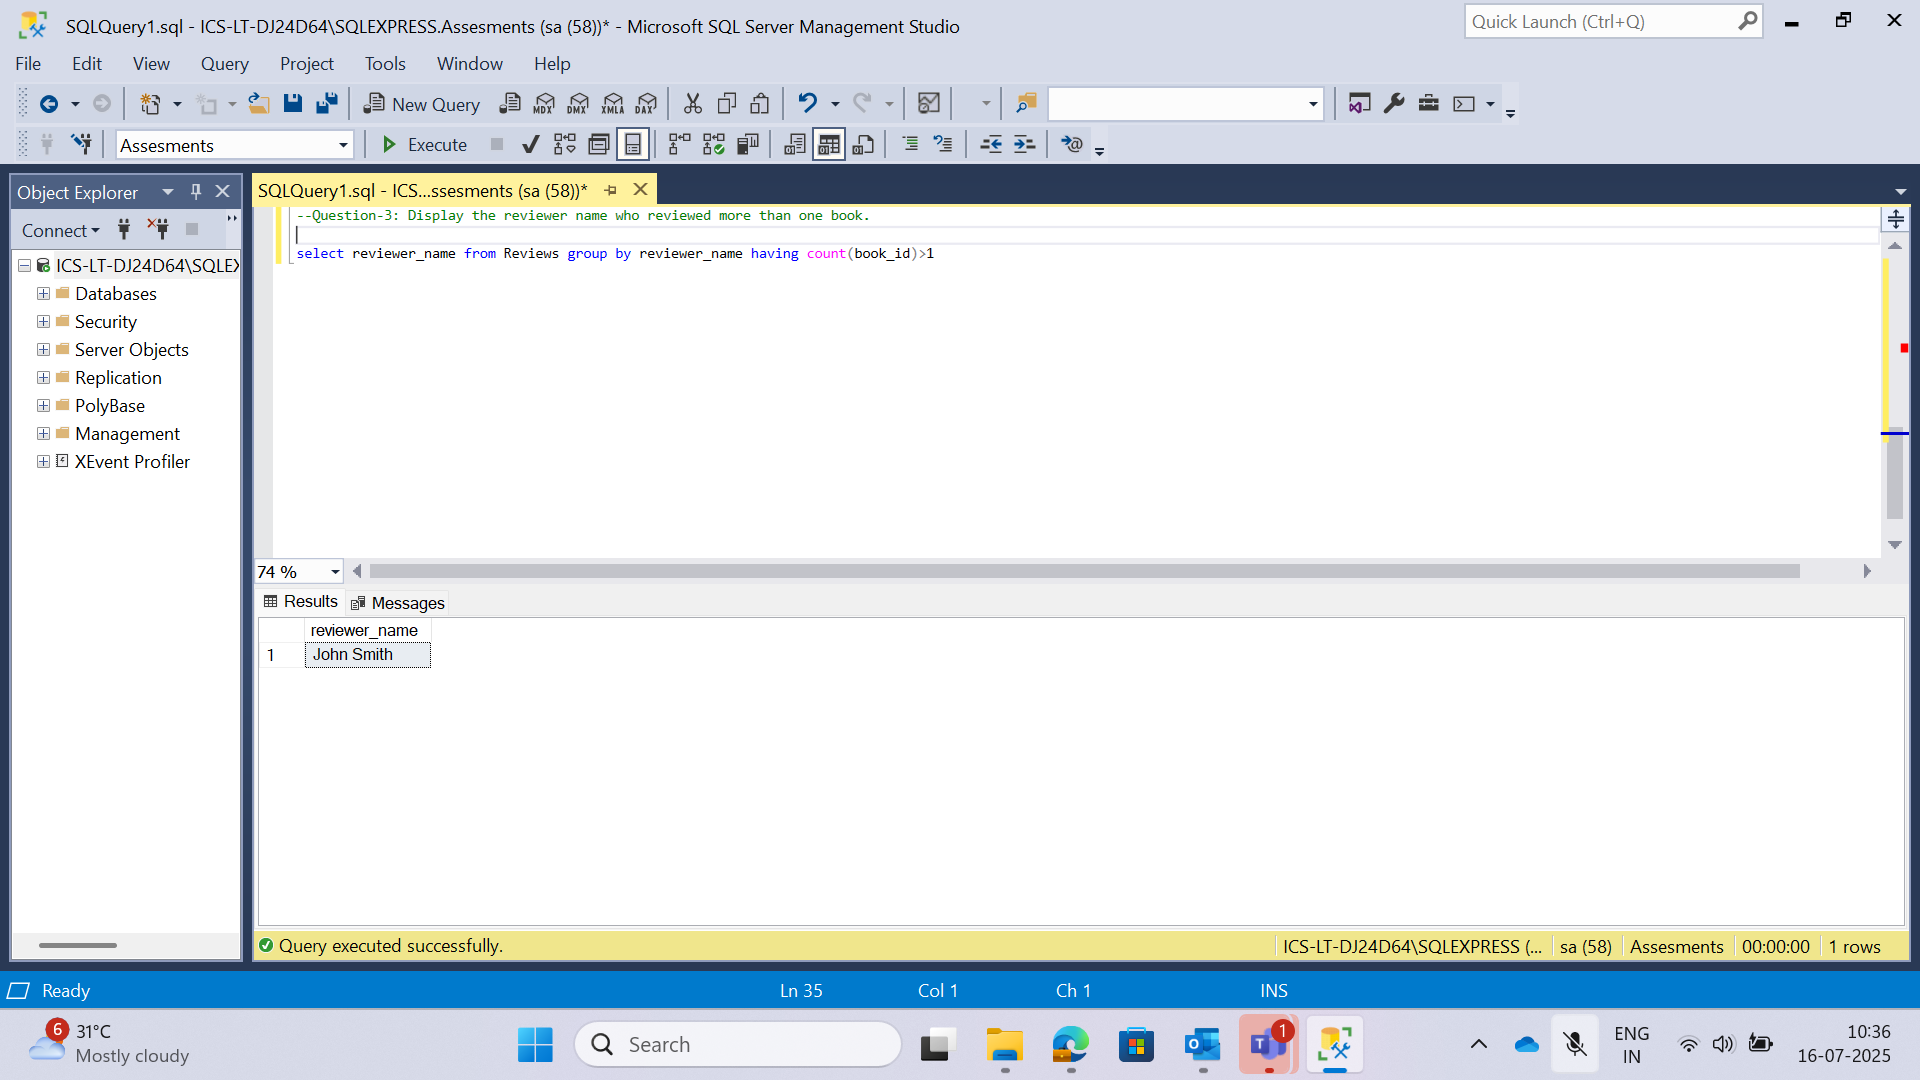 SQLQuery1.sql - ICS-LT-DJ24D64\SQLEXPRESS.Assesments (sa (58))* - Microsoft SQL Server Management Studio
Quick Launch (Ctrl+Q)
File Edit View Query Project Tools Window Help
New Query MDX DMX XMLA DAX
Assesments Execute
Object Explorer
SQLQuery1.sql - ICS...ssesments (sa (58))*
Connect
ICS-LT-DJ24D64\SQLEX
Databases
Security
Server Objects
Replication
PolyBase
Management
XEvent Profiler
--Question-3: Display the reviewer name who reviewed more than one book.
select reviewer_name from Reviews group by reviewer_name having count(book_id)>1
74 %
Results Messages
reviewer_name
1 John Smith
Query executed successfully.
ICS-LT-DJ24D64\SQLEXPRESS (... sa (58) Assesments 00:00:00 1 rows
Ready Ln 35 Col 1 Ch 1 INS
6 31°C
Mostly cloudy
Search
1
ENG
IN
10:36
16-07-2025